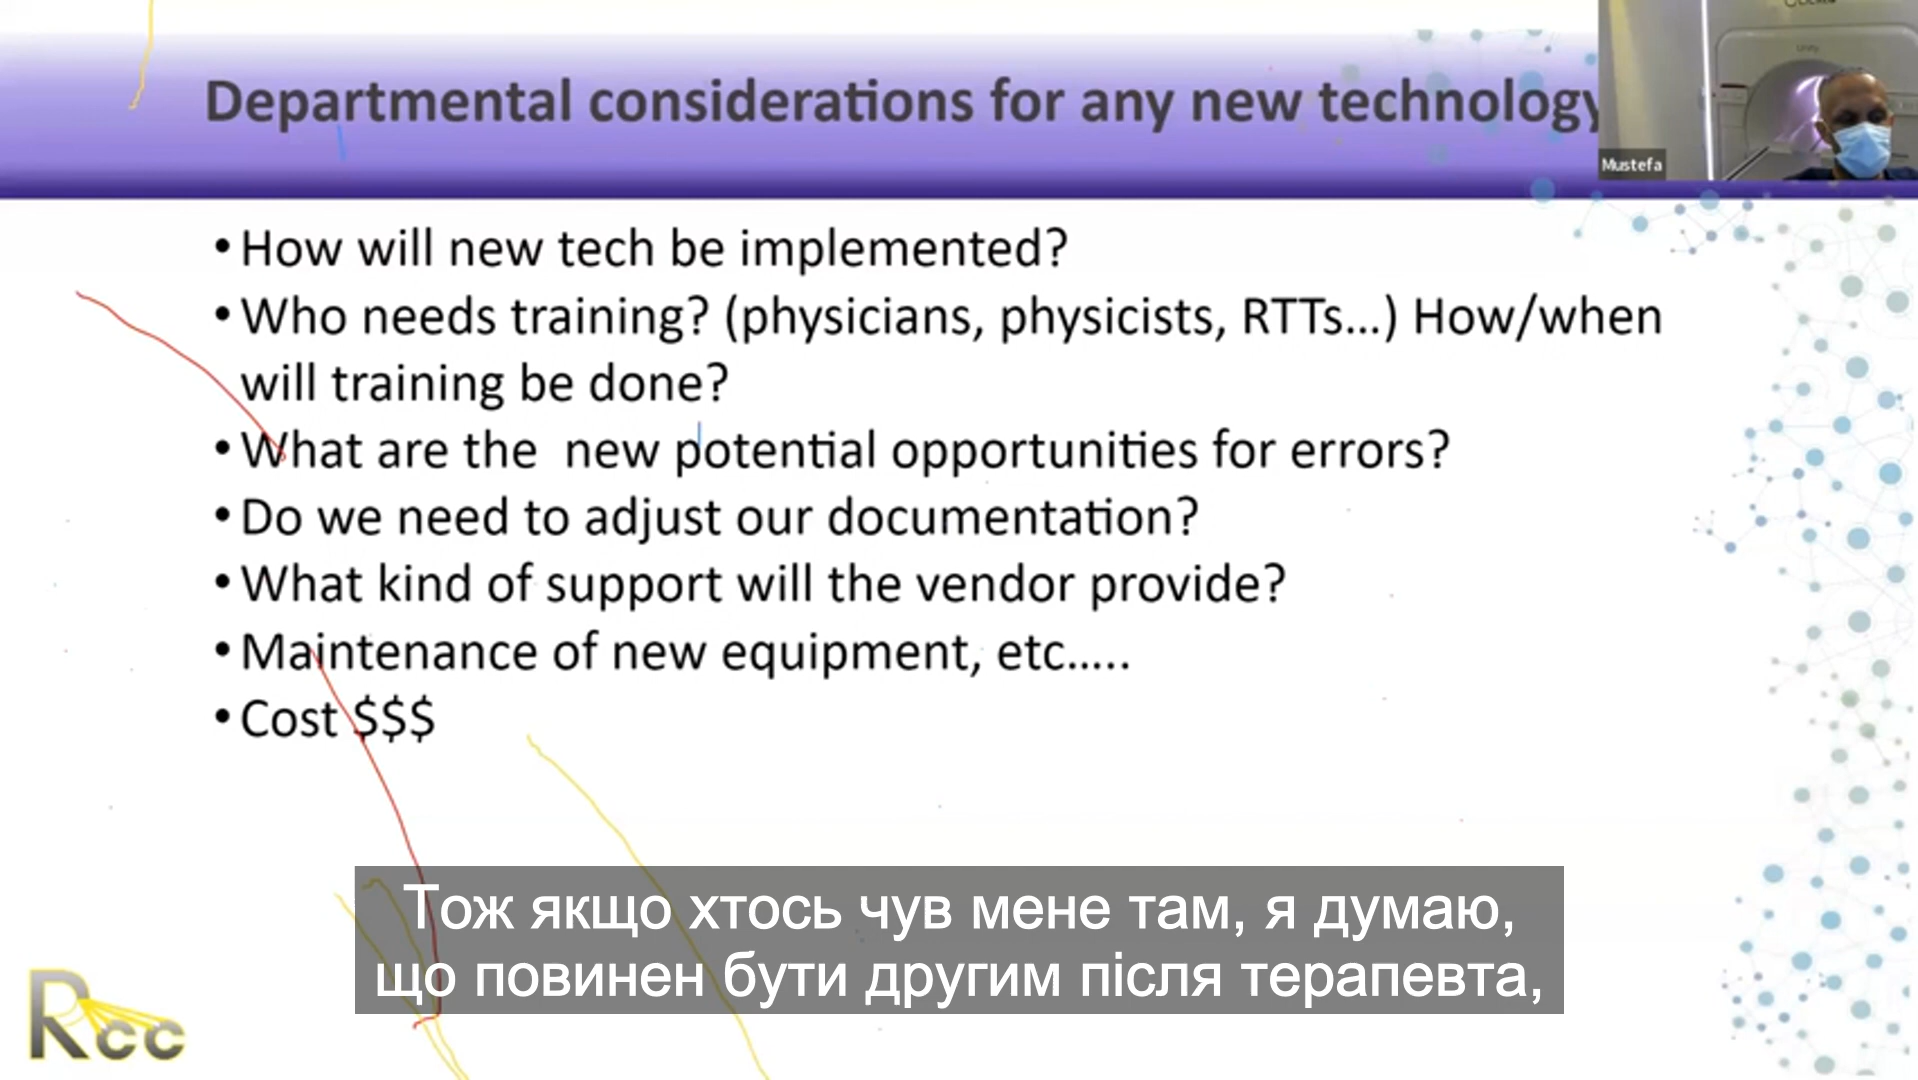 Departmental considerations for any new technology
Unity
Mustefa
•How will new tech be implemented?
•Who needs training? (physicians, physicists, RTTs...) How/when
will training be done?
•What are the new potential opportunities for errors?
•Do we need to adjust our documentation?
•What kind of support will the vendor provide?
•Maintenance of new equipment, etc.....
•Cost $$$
Тож якщо хтось чув мене там, я думаю,
що повинен бути другим після терапевта,
Rcc